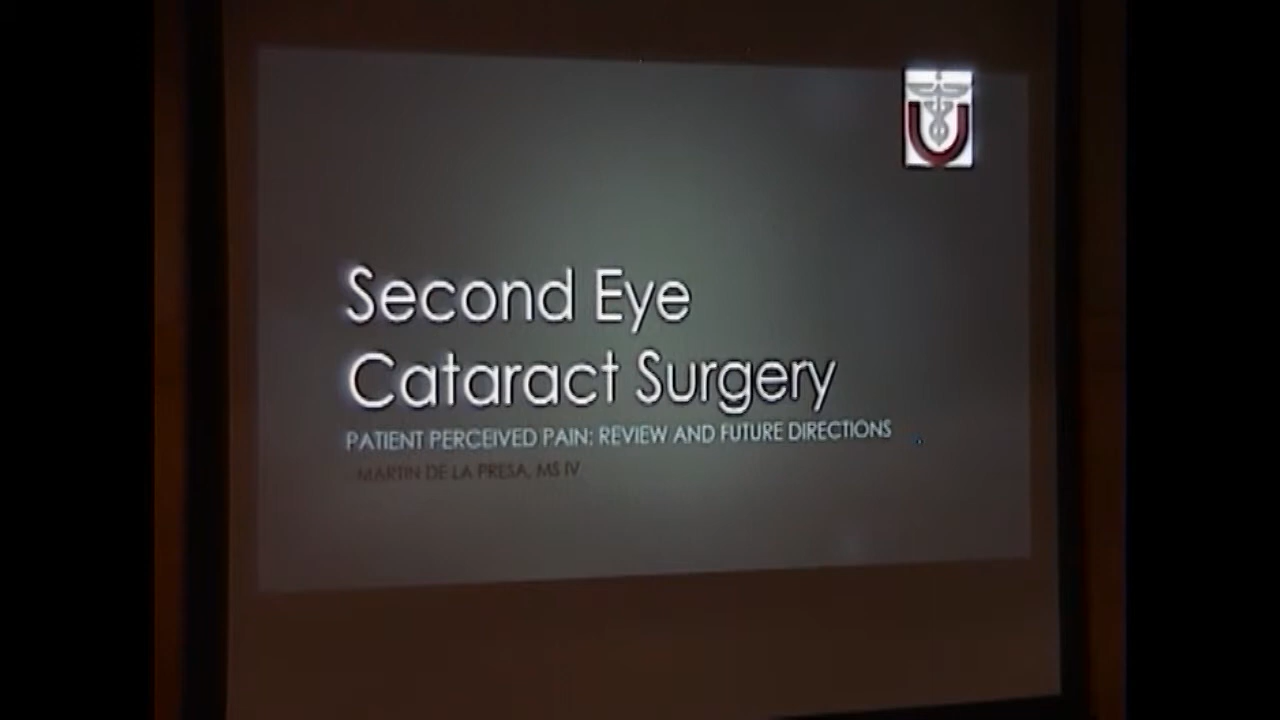 Second Eye
Cataract Surgery
PATIENT PERCEIVED PAIN: REVIEW AND FUTURE DIRECTIONS
MARTIN DE LA PRESA, MS IV
U